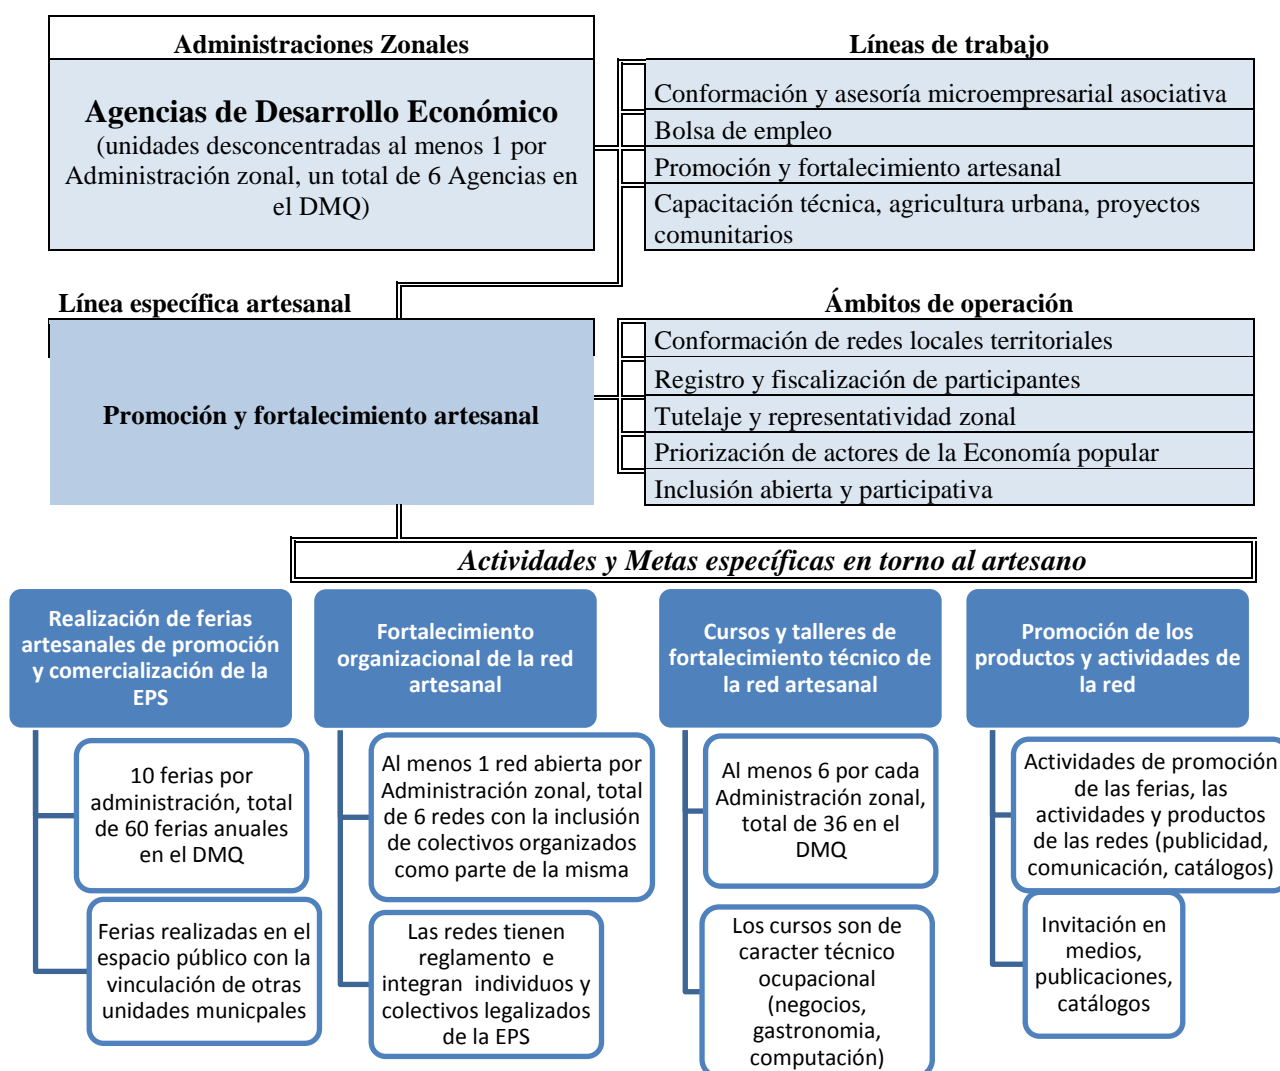 Administraciones Zonales
Agencias de Desarrollo Económico
(unidades desconcentradas al menos 1 por
Administración zonal, un total de 6 Agencias en
el DMQ)
Líneas de trabajo
Conformación y asesoría microempresarial asociativa
Bolsa de empleo
Promoción y fortalecimiento artesanal
Capacitación técnica, agricultura urbana, proyectos
comunitarios
Línea específica artesanal
Promoción y fortalecimiento artesanal
Ámbitos de operación
Conformación de redes locales territoriales
Registro y fiscalización de participantes
Tutelaje y representatividad zonal
Priorización de actores de la Economía popular
Inclusión abierta y participativa
Actividades y Metas específicas en torno al artesano
Realización de ferias
artesanales de promoción
y comercialización de la
EPS
10 ferias por
administración, total
de 60 ferias anuales
en el DMQ
Ferias realizadas en el
espacio público con la
vinculación de otras
unidades municpales
Fortalecimiento
organizacional de la red
artesanal
Al menos 1 red abierta por
Administración zonal, total
de 6 redes con la inclusión
de colectivos organizados
como parte de la misma
Las redes tienen
reglamento e
integran individuos y
colectivos legalizados
de la EPS
Cursos y talleres de
fortalecimiento técnico de
la red artesanal
Al menos 6 por cada
Administración zonal,
total de 36 en el
DMQ
Los cursos son de
caracter técnico
ocupacional
(negocios,
gastronomia,
computación)
Promoción de los
productos y actividades de
la red
Actividades de promoción
de las ferias, las
actividades y productos
de las redes (publicidad,
comunicación, catálogos)
Invitación en
medios,
publicaciones,
catálogos